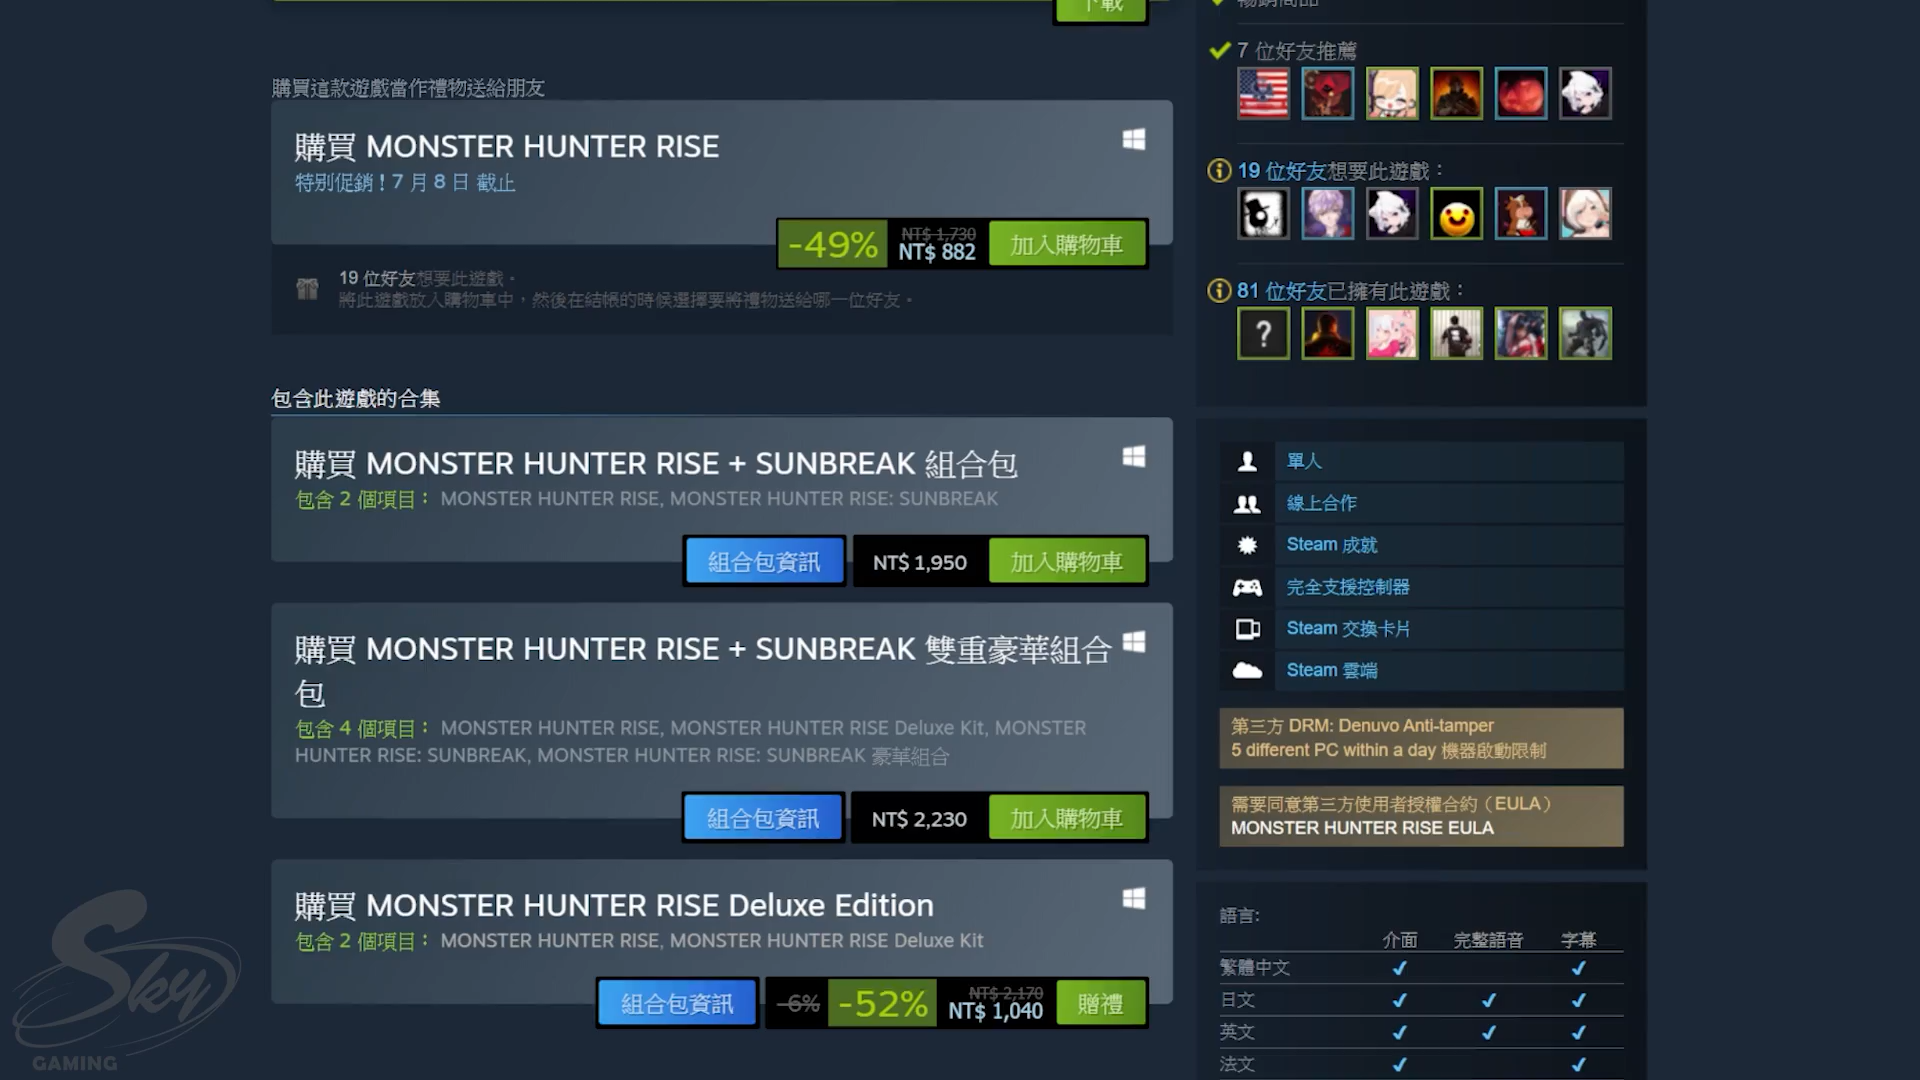 下載
暢銷商品
7 位好友推薦
購買這款遊戲當作禮物送給朋友
購買 MONSTER HUNTER RISE
特別促銷！7 月 8 日 截止
-49%
NT$ 1,730
NT$ 882
加入購物車
19 位好友想要此遊戲。
將此遊戲放入購物車中，然後在結帳的時候選擇要將禮物送給哪一位好友。
19 位好友想要此遊戲：
81 位好友已擁有此遊戲：
?
包含此遊戲的合集
購買 MONSTER HUNTER RISE + SUNBREAK 組合包
包含 2 個項目： MONSTER HUNTER RISE, MONSTER HUNTER RISE: SUNBREAK
組合包資訊
NT$ 1,950
加入購物車
購買 MONSTER HUNTER RISE + SUNBREAK 雙重豪華組合
包
包含 4 個項目： MONSTER HUNTER RISE, MONSTER HUNTER RISE Deluxe Kit, MONSTER
HUNTER RISE: SUNBREAK, MONSTER HUNTER RISE: SUNBREAK 豪華組合
組合包資訊
NT$ 2,230
加入購物車
購買 MONSTER HUNTER RISE Deluxe Edition
包含 2 個項目： MONSTER HUNTER RISE, MONSTER HUNTER RISE Deluxe Kit
組合包資訊
-6%
-52%
NT$ 2,170
NT$ 1,040
贈禮
單人
線上合作
Steam 成就
完全支援控制器
Steam 交換卡片
Steam 雲端
第三方 DRM: Denuvo Anti-tamper
5 different PC within a day 機器啟動限制
需要同意第三方使用者授權合約（EULA）
MONSTER HUNTER RISE EULA
語言:
介面 完整語音 字幕
繁體中文
日文
英文
法文
Sky
GAMING